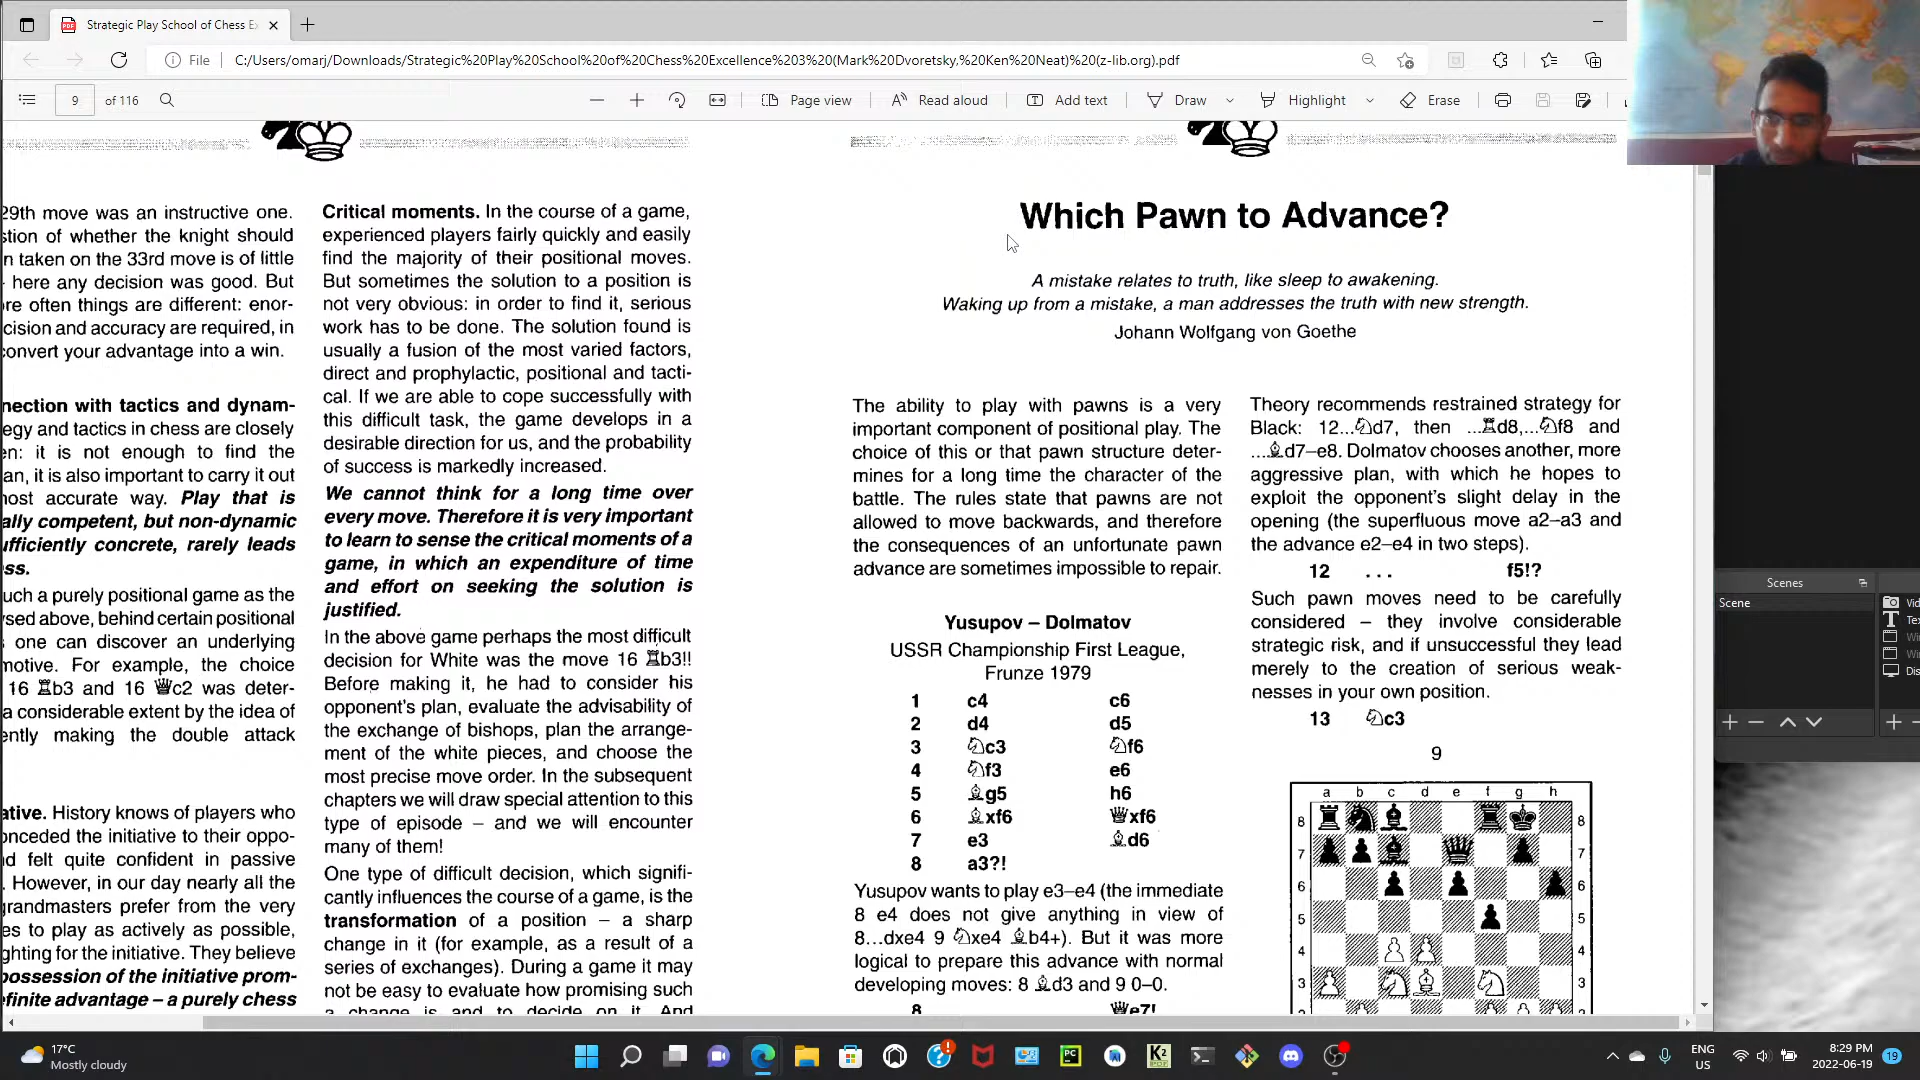 Strategic Play School of Chess Ex
File
C:/Users/omarj/Downloads/Strategic%20Play%20School%20of%20Chess%20Excellence%203%20(Mark%20Dvoretsky,%20Ken%20Neat)%20(z-lib.org).pdf
9 of 116
Page view
Read aloud
Add text
Draw
Highlight
Erase
29th move was an instructive one.
stion of whether the knight should
n taken on the 33rd move is of little
here any decision was good. But
re often things are different: enor-
cision and accuracy are required, in
convert your advantage into a win.
nection with tactics and dynam-
egy and tactics in chess are closely
en: it is not enough to find the
an, it is also important to carry it out
nost accurate way. Play that is
ally competent, but non-dynamic
ufficiently concrete, rarely leads
ss.
uch a purely positional game as the
sed above, behind certain positional
one can discover an underlying
notive. For example, the choice
16 ♖b3 and 16 ♕c2 was deter-
a considerable extent by the idea of
ently making the double attack
ative. History knows of players who
onceded the initiative to their oppo-
d felt quite confident in passive
. However, in our day nearly all the
grandmasters prefer from the very
es to play as actively as possible,
ghting for the initiative. They believe
possession of the initiative prom-
efinite advantage – a purely chess
Critical moments. In the course of a game,
experienced players fairly quickly and easily
find the majority of their positional moves.
But sometimes the solution to a position is
not very obvious: in order to find it, serious
work has to be done. The solution found is
usually a fusion of the most varied factors,
direct and prophylactic, positional and tacti-
cal. If we are able to cope successfully with
this difficult task, the game develops in a
desirable direction for us, and the probability
of success is markedly increased.
We cannot think for a long time over
every move. Therefore it is very important
to learn to sense the critical moments of a
game, in which an expenditure of time
and effort on seeking the solution is
justified.
In the above game perhaps the most difficult
decision for White was the move 16 ♖b3!!
Before making it, he had to consider his
opponent's plan, evaluate the advisability of
the exchange of bishops, plan the arrange-
ment of the white pieces, and choose the
most precise move order. In the subsequent
chapters we will draw special attention to this
type of episode – and we will encounter
many of them!
One type of difficult decision, which signifi-
cantly influences the course of a game, is the
transformation of a position – a sharp
change in it (for example, as a result of a
series of exchanges). During a game it may
not be easy to evaluate how promising such
a change is and to decide on it. And
Which Pawn to Advance?
A mistake relates to truth, like sleep to awakening.
Waking up from a mistake, a man addresses the truth with new strength.
Johann Wolfgang von Goethe
The ability to play with pawns is a very
important component of positional play. The
choice of this or that pawn structure deter-
mines for a long time the character of the
battle. The rules state that pawns are not
allowed to move backwards, and therefore
the consequences of an unfortunate pawn
advance are sometimes impossible to repair.
Yusupov – Dolmatov
USSR Championship First League,
Frunze 1979
1 c4 c6
2 d4 d5
3 ♘c3 ♘f6
4 ♘f3 e6
5 ♗g5 h6
6 ♗xf6 ♕xf6
7 e3 ♗d6
8 a3?!
Yusupov wants to play e3–e4 (the immediate
8 e4 does not give anything in view of
8...dxe4 9 ♘xe4 ♗b4+). But it was more
logical to prepare this advance with normal
developing moves: 8 ♗d3 and 9 0–0.
8 ♕e7!
Theory recommends restrained strategy for
Black: 12...♘d7, then ...♖d8,...♘f8 and
...♗d7–e8. Dolmatov chooses another, more
aggressive plan, with which he hopes to
exploit the opponent's slight delay in the
opening (the superfluous move a2–a3 and
the advance e2–e4 in two steps).
12 ... f5!?
Such pawn moves need to be carefully
considered – they involve considerable
strategic risk, and if unsuccessful they lead
merely to the creation of serious weak-
nesses in your own position.
13 ♘c3
9
a b c d e f g h
8 8
7 7
6 6
5 5
4 4
3 3
Scenes
Scene
Vid
Tex
Wi
Wi
Dis
17°C
Mostly cloudy
ENG
US
8:29 PM
2022-06-19
19